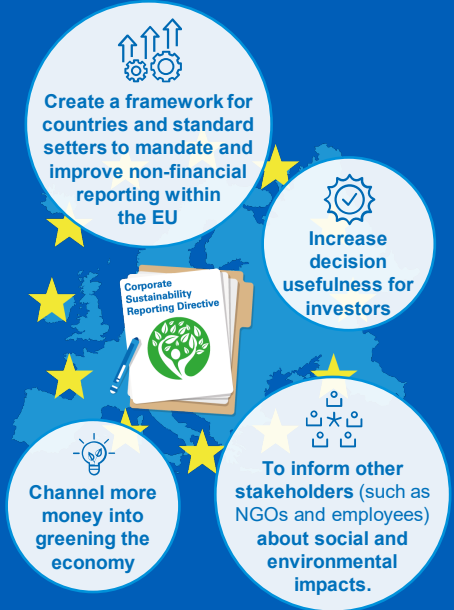 Create a framework for
countries and standard
setters to mandate and
improve non-financial
reporting within
the EU
Increase
decision
usefulness for
investors
Corporate
Sustainability
Reporting Directive
Channel more
money into
greening the
economy
To inform other
stakeholders (such as
NGOs and employees)
about social and
environmental
impacts.